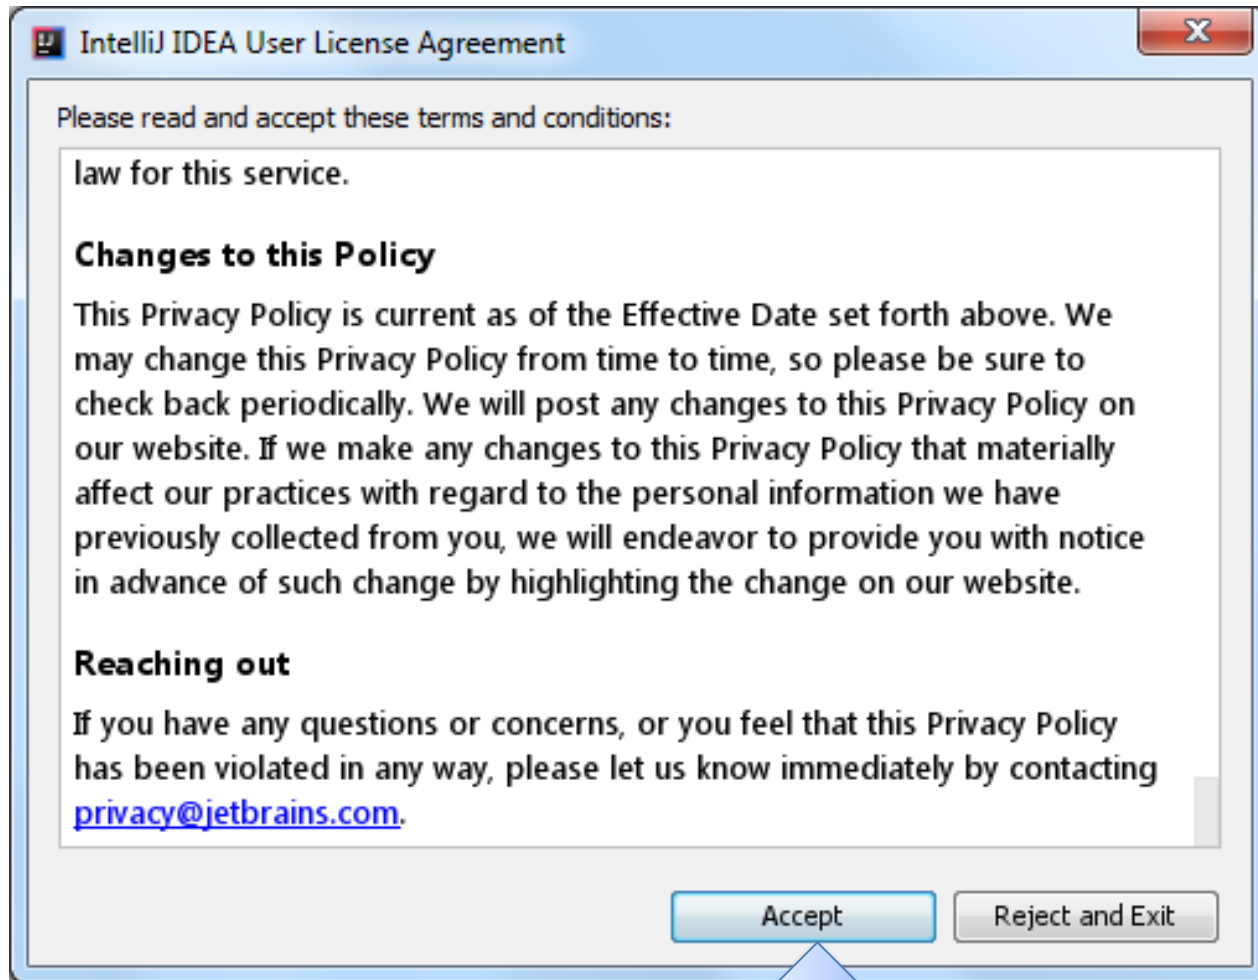 IntelliJ IDEA User License Agreement
Please read and accept these terms and conditions:
law for this service.
Changes to this Policy
This Privacy Policy is current as of the Effective Date set forth above. We
may change this Privacy Policy from time to time, so please be sure to
check back periodically. We will post any changes to this Privacy Policy on
our website. If we make any changes to this Privacy Policy that materially
affect our practices with regard to the personal information we have
previously collected from you, we will endeavor to provide you with notice
in advance of such change by highlighting the change on our website.
Reaching out
If you have any questions or concerns, or you feel that this Privacy Policy
has been violated in any way, please let us know immediately by contacting
privacy@jetbrains.com.
Accept
Reject and Exit